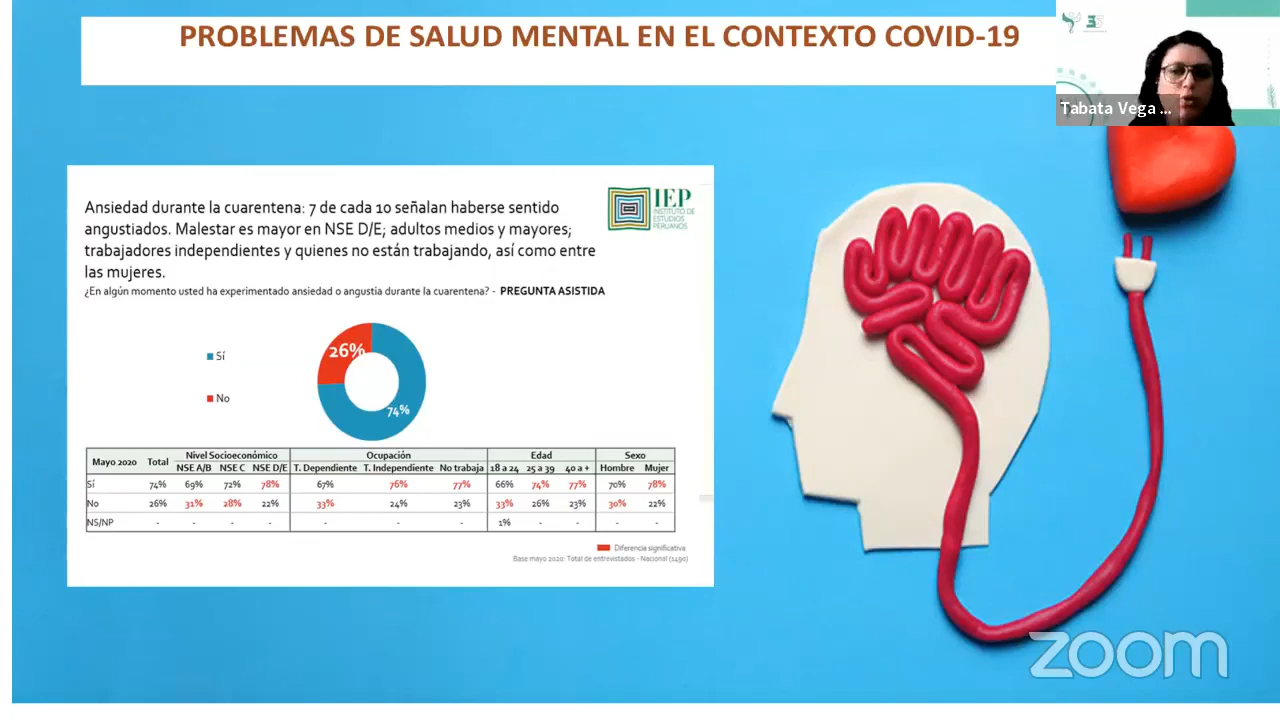 PROBLEMAS DE SALUD MENTAL EN EL CONTEXTO COVID-19
Tabata Vega ...
Ansiedad durante la cuarentena: 7 de cada 10 señalan haberse sentido
angustiados. Malestar es mayor en NSE D/E; adultos medios y mayores;
trabajadores independientes y quienes no están trabajando, así como entre
las mujeres.
IEP
INSTITUTO DE
ESTUDIOS
PERUANOS
¿En algún momento usted ha experimentado ansiedad o angustia durante la cuarentena? - PREGUNTA ASISTIDA
Sí
No
26%
74%
Mayo 2020 Total Nivel Socioeconómico Ocupación Edad Sexo
NSE A/B NSE C NSE D/E T. Dependiente T. Independiente No trabaja 18 a 24 25 a 39 40 a + Hombre Mujer
Sí 74% 69% 72% 78% 67% 76% 77% 66% 74% 77% 70% 78%
No 26% 31% 28% 22% 33% 24% 23% 33% 26% 23% 30% 22%
NS/NP - - - - - - - 1% - - - -
Diferencia significativa
Base mayo 2020: Total de entrevistados - Nacional (1490)
zoom